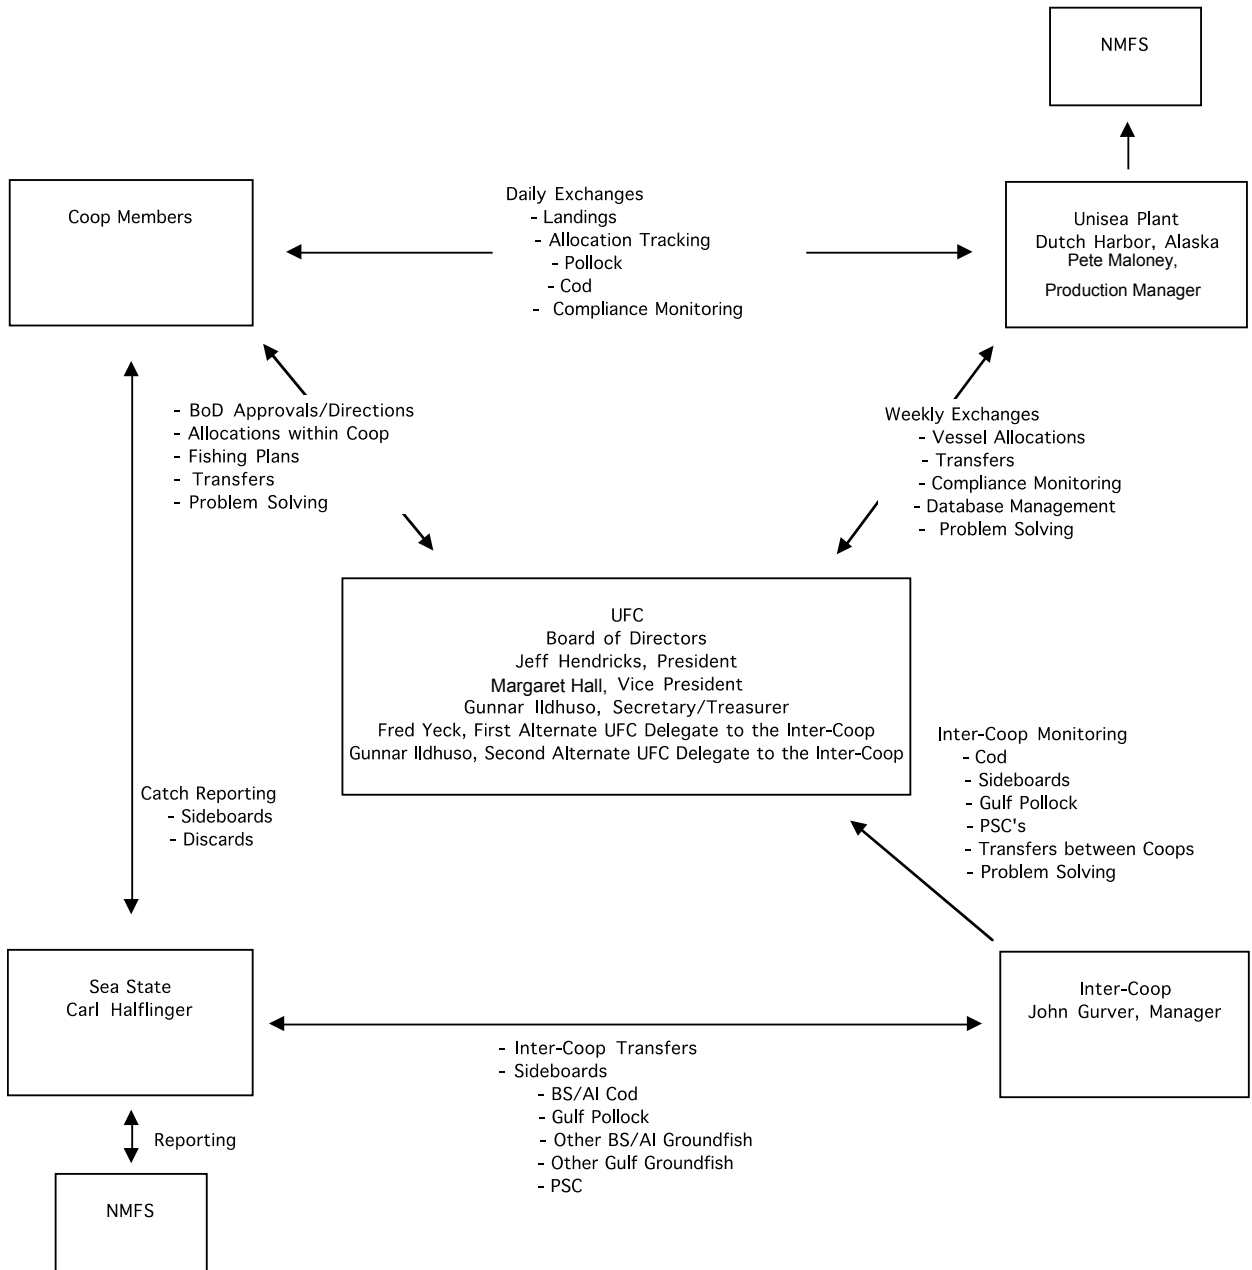 NMFS
Coop Members
Daily Exchanges
- Landings
- Allocation Tracking
- Pollock
- Cod
- Compliance Monitoring
Unisea Plant
Dutch Harbor, Alaska
Pete Maloney,
Production Manager
- BoD Approvals/Directions
- Allocations within Coop
- Fishing Plans
- Transfers
- Problem Solving
Weekly Exchanges
- Vessel Allocations
- Transfers
- Compliance Monitoring
- Database Management
- Problem Solving
UFC
Board of Directors
Jeff Hendricks, President
Margaret Hall, Vice President
Gunnar Ildhuso, Secretary/Treasurer
Fred Yeck, First Alternate UFC Delegate to the Inter-Coop
Gunnar Ildhuso, Second Alternate UFC Delegate to the Inter-Coop
Inter-Coop Monitoring
- Cod
- Sideboards
- Gulf Pollock
- PSC's
- Transfers between Coops
- Problem Solving
Catch Reporting
- Sideboards
- Discards
Sea State
Carl Halflinger
Inter-Coop
John Gurver, Manager
- Inter-Coop Transfers
- Sideboards
- BS/AI Cod
- Gulf Pollock
- Other BS/AI Groundfish
- Other Gulf Groundfish
- PSC
Reporting
NMFS